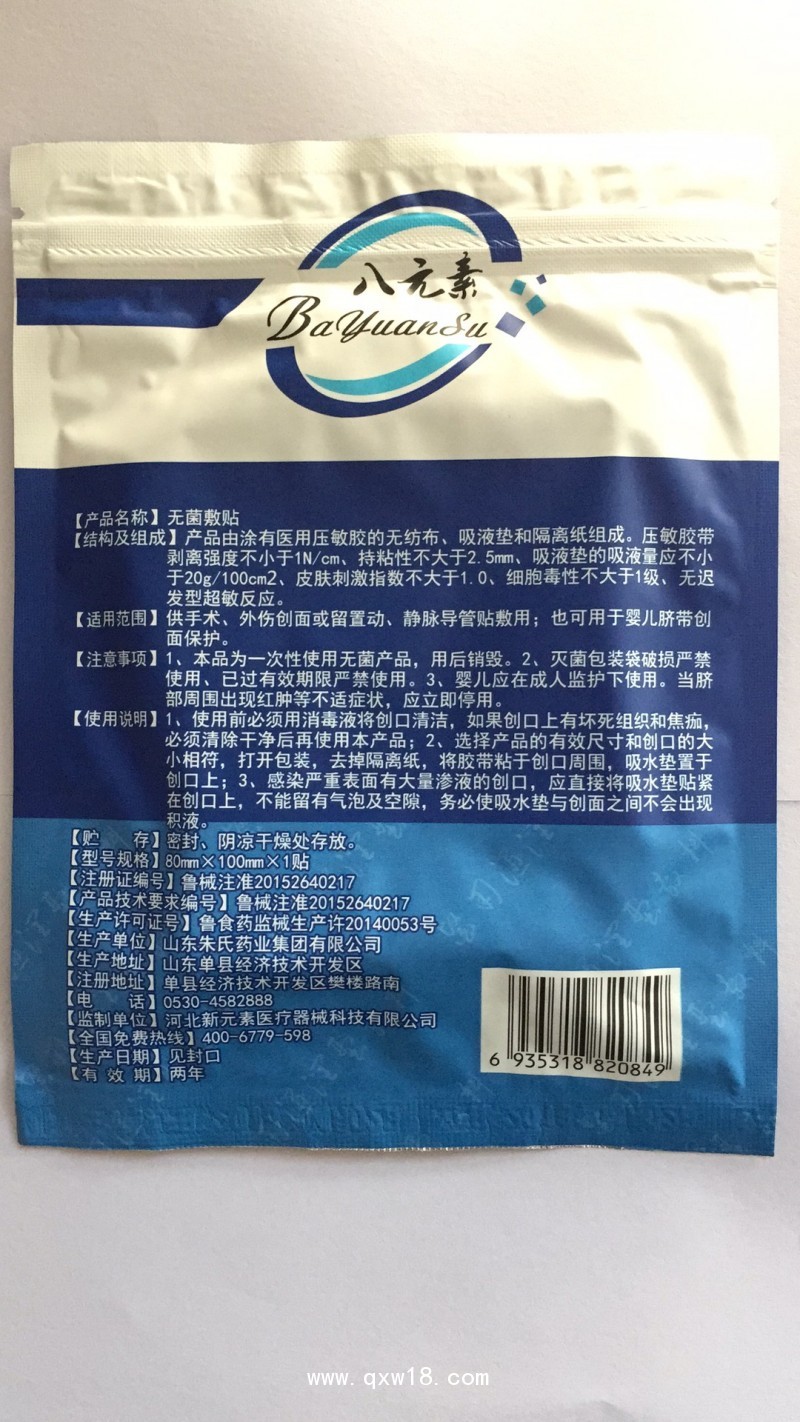 八元素
BaYuanSu
【产品名称】无菌敷贴
【结构及组成】产品由涂有医用压敏胶的无纺布、吸液垫和隔离纸组成。压敏胶带
剥离强度不小于1N/cm、持粘性不大于2.5mm、吸液垫的吸液量应不小
于20g/100cm2、皮肤刺激指数不大于1.0、细胞毒性不大于1级、无迟
发型超敏反应。
【适用范围】供手术、外伤创面或留置动、静脉导管贴敷用；也可用于婴儿脐带创
面保护。
【注意事项】1、本品为一次性使用无菌产品，用后销毁。2、灭菌包装袋破损严禁
使用、已过有效期限严禁使用。3、婴儿应在成人监护下使用。当脐
部周围出现红肿等不适症状，应立即停用。
【使用说明】1、使用前必须用消毒液将创口清洁，如果创口上有坏死组织和焦痂，
必须清除干净后再使用本产品；2、选择产品的有效尺寸和创口的大
小相符，打开包装，去掉隔离纸，将胶带粘于创口周围，吸水垫置于
创口上；3、感染严重表面有大量渗液的创口，应直接将吸水垫贴紧
在创口上，不能留有气泡及空隙，务必使吸水垫与创面之间不会出现
积液。
【贮 存】密封、阴凉干燥处存放。
【型号规格】80mm×100mm×1贴
【注册证编号】鲁械注准20152640217
【产品技术要求编号】鲁械注准20152640217
【生产许可证号】鲁食药监械生产许20140053号
【生产单位】山东朱氏药业集团有限公司
【生产地址】山东单县经济技术开发区
【注册地址】单县经济技术开发区樊楼路南
【电 话】0530-4582888
【监制单位】河北新元素医疗器械科技有限公司
【全国免费热线】400-6779-598
【生产日期】见封口
【有 效 期】两年
6 935318 820849
www.qxw18.com